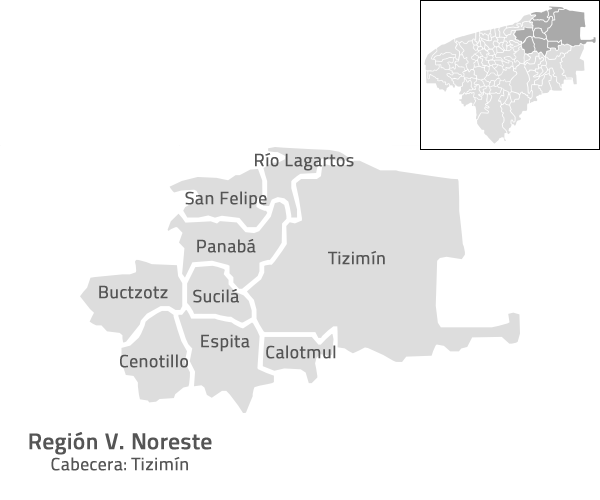 Río Lagartos
San Felipe
Panabá
Tizimín
Buctzotz
Sucilá
Espita
Calotmul
Cenotillo
Región V. Noreste
Cabecera: Tizimín